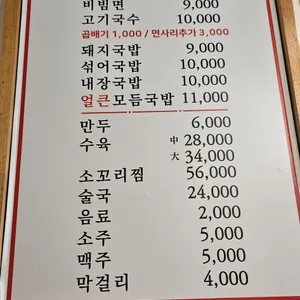 비빔면 9,000
고기국수 10,000
곱배기 1,000 / 면사리추가 3,000
돼지국밥 9,000
섞어국밥 10,000
내장국밥 10,000
얼큰모듬국밥 11,000
만두 6,000
수육 中 28,000
大 34,000
소꼬리찜 56,000
술국 24,000
음료 2,000
소주 5,000
맥주 5,000
막걸리 4,000